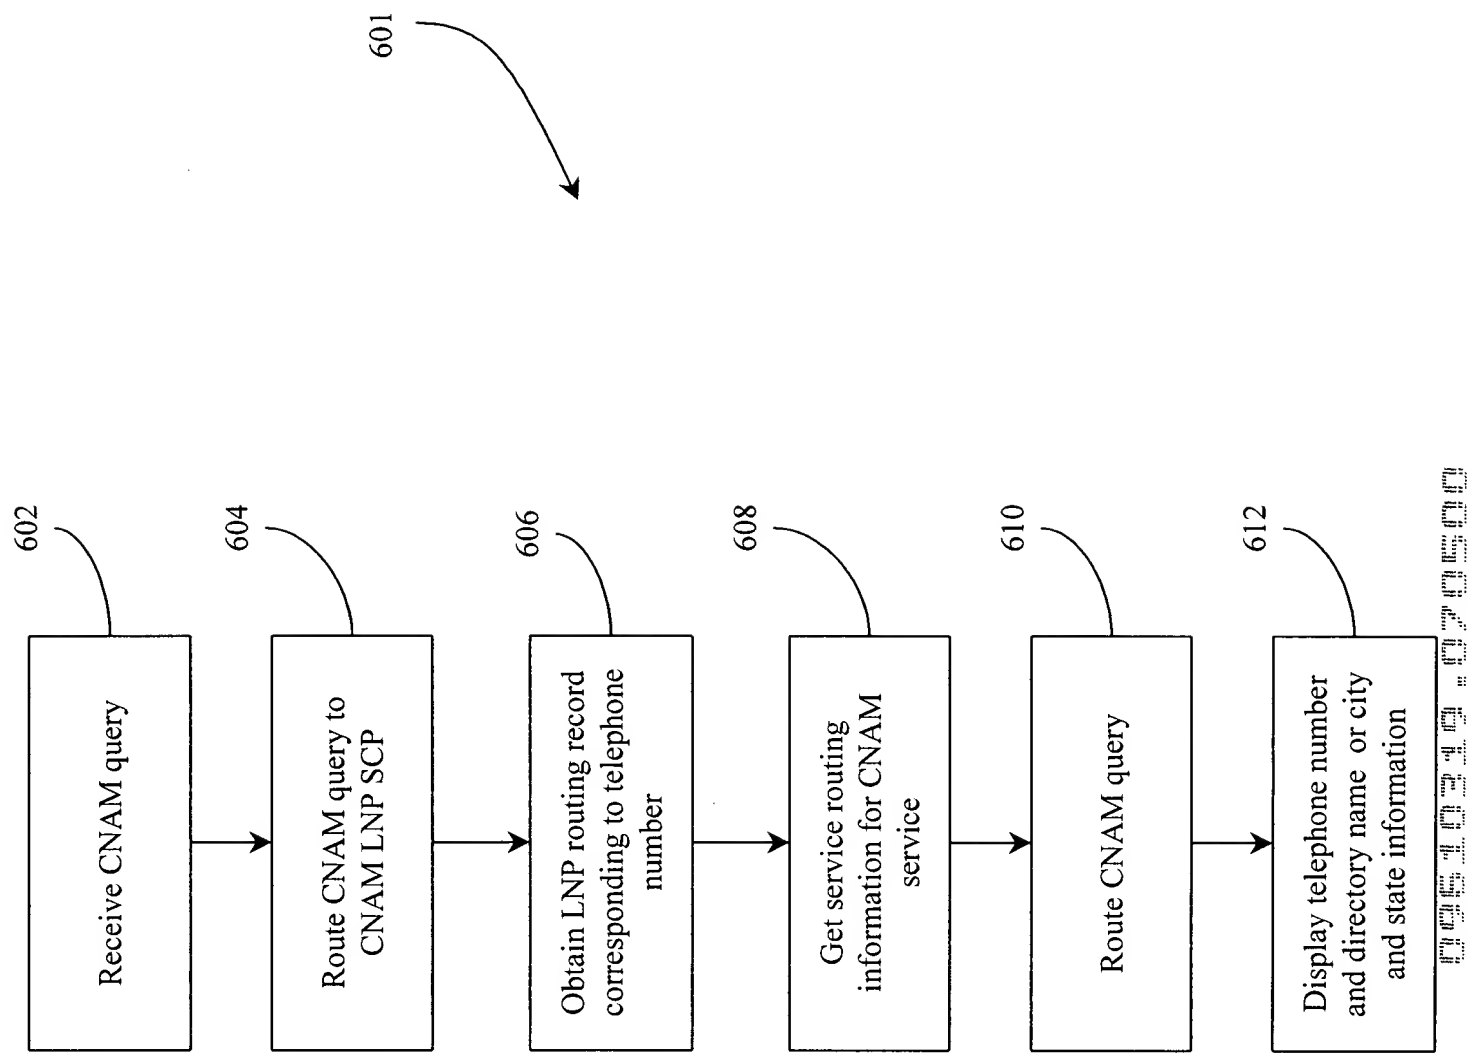 601
602
Receive CNAM query
604
Route CNAM query to
CNAM LNP SCP
606
Obtain LNP routing record
corresponding to telephone
number
608
Get service routing
information for CNAM
service
610
Route CNAM query
612
Display telephone number
and directory name or city
and state information
09610319.070500